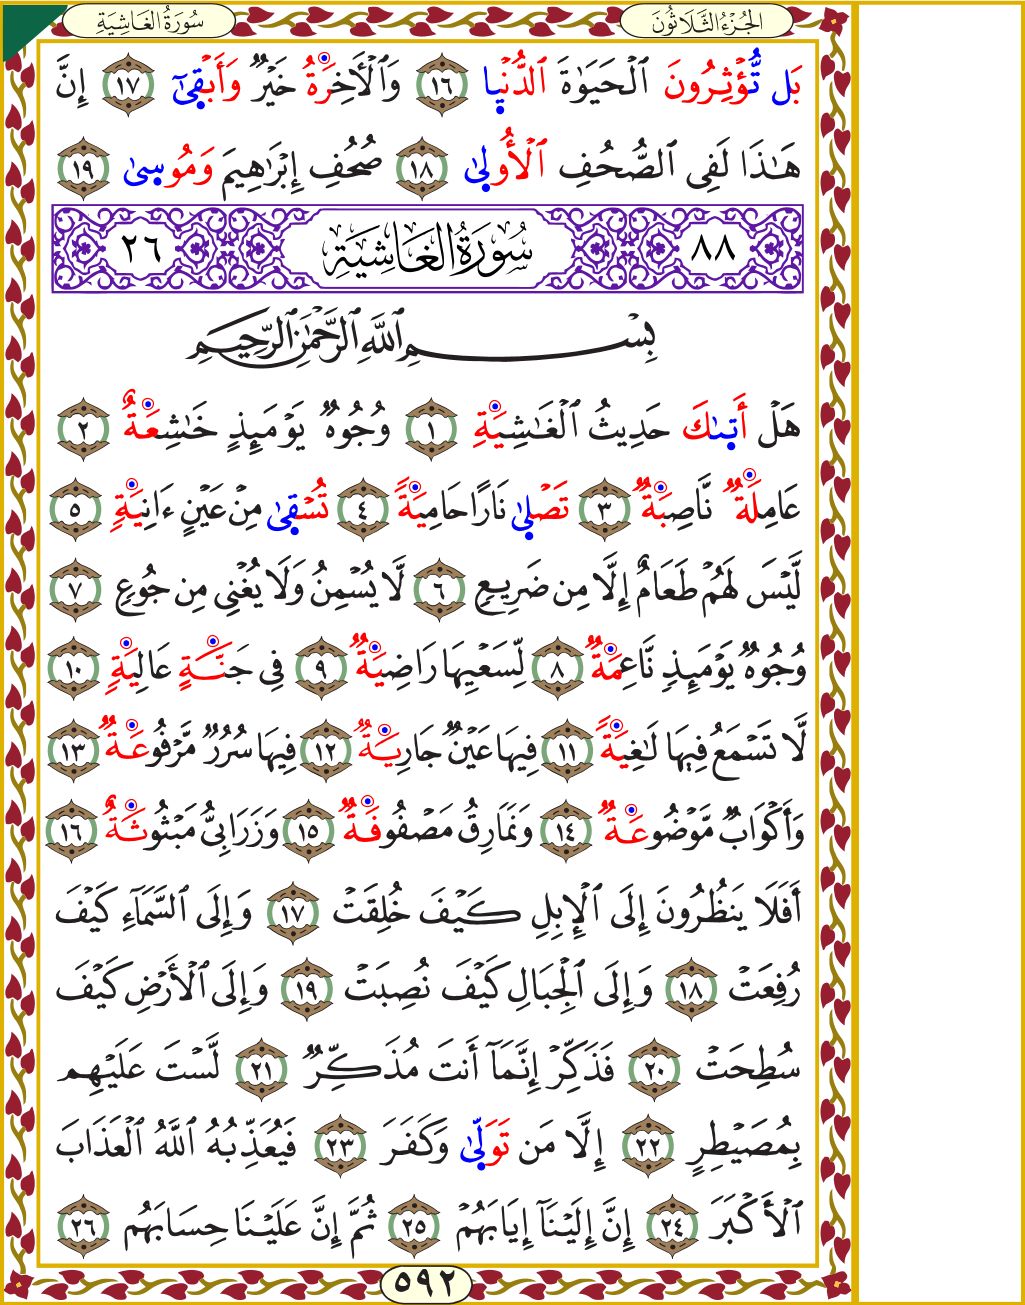 الجُزْءُ الثَّلَاثُونَ
سُورَةُ الغَاشِيَةِ
بَل تُّؤْثِرُونَ ٱلْحَيَوٰةَ ٱلدُّنْيٜا ١٦ وَٱلْأَخِرَةُ خَيْرٌ وَأَبْقٜىٰٓ ١٧ إِنَّ
هَٰذَا لَفِى ٱلصُّحُفِ ٱلْأُولٜىٰ ١٨ صُحُفِ إِبْرَٰهِيمَ وَمُوسٜىٰ ١٩
٨٨ سُورَةُ الغَاشِيَةِ ٢٦
بِسْمِ ٱللَّهِ ٱلرَّحْمَٰنِ ٱلرَّحِيمِ
هَلْ أَتٜىٰكَ حَدِيثُ ٱلْغَٰشِيَةِ ١ وُجُوهٌ يَوْمَئِذٍ خَٰشِعَةٌ ٢
عَامِلَةٌ نَّاصِبَةٌ ٣ تَصْلٜىٰ نَارًا حَامِيَةً ٤ تُسْقٜىٰ مِنْ عَيْنٍ ءَانِيَةٍ ٥
لَّيْسَ لَهُمْ طَعَامٌ إِلَّا مِن ضَرِيعٍ ٦ لَّا يُسْمِنُ وَلَا يُغْنِى مِن جُوعٍ ٧
وُجُوهٌ يَوْمَئِذٍ نَّاعِمَةٌ ٨ لِّسَعْيِهَا رَاضِيَةٌ ٩ فِى جَنَّةٍ عَالِيَةٍ ١٠
لَّا تَسْمَعُ فِيهَا لَٰغِيَةً ١١ فِيهَا عَيْنٌ جَارِيَةٌ ١٢ فِيهَا سُرُرٌ مَّرْفُوعَةٌ ١٣
وَأَكْوَابٌ مَّوْضُوعَةٌ ١٤ وَنَمَارِقُ مَصْفُوفَةٌ ١٥ وَزَرَابِىُّ مَبْثُوثَةٌ ١٦
أَفَلَا يَنظُرُونَ إِلَى ٱلْإِبِلِ كَيْفَ خُلِقَتْ ١٧ وَإِلَى ٱلسَّمَآءِ كَيْفَ
رُفِعَتْ ١٨ وَإِلَى ٱلْجِبَالِ كَيْفَ نُصِبَتْ ١٩ وَإِلَى ٱلْأَرْضِ كَيْفَ
سُطِحَتْ ٢٠ فَذَكِّرْ إِنَّمَآ أَنتَ مُذَكِّرٌ ٢١ لَّسْتَ عَلَيْهِم
بِمُصَيْطِرٍ ٢٢ إِلَّا مَن تَوَلّٜىٰ وَكَفَرَ ٢٣ فَيُعَذِّبُهُ ٱللَّهُ ٱلْعَذَابَ
ٱلْأَكْبَرَ ٢٤ إِنَّ إِلَيْنَآ إِيَابَهُمْ ٢٥ ثُمَّ إِنَّ عَلَيْنَا حِسَابَهُم ٢٦
٥٩٢